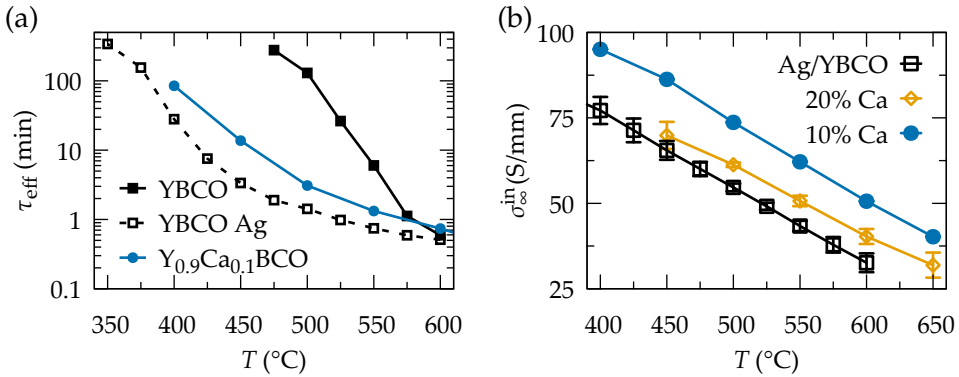 (a)
τeff (min)
100
10
1
0.1
YBCO
YBCO Ag
Y0.9Ca0.1BCO
350 400 450 500 550 600
T (°C)
(b)
σ∞in (S/mm)
100
75
50
25
Ag/YBCO
20% Ca
10% Ca
400 450 500 550 600 650
T (°C)